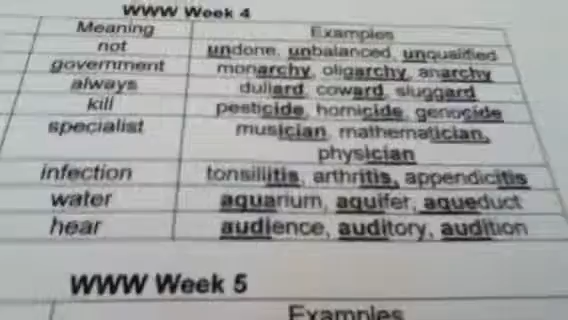 WWW Week 4
Meaning Examples
not undone, unbalanced, unqualified
government monarchy, oligarchy, anarchy
always dullard, coward, sluggard
kill pesticide, homicide, genocide
specialist musician, mathematician,
physician
infection tonsillitis, arthritis, appendicitis
water aquarium, aquifer, aqueduct
hear audience, auditory, audition
WWW Week 5
Examples